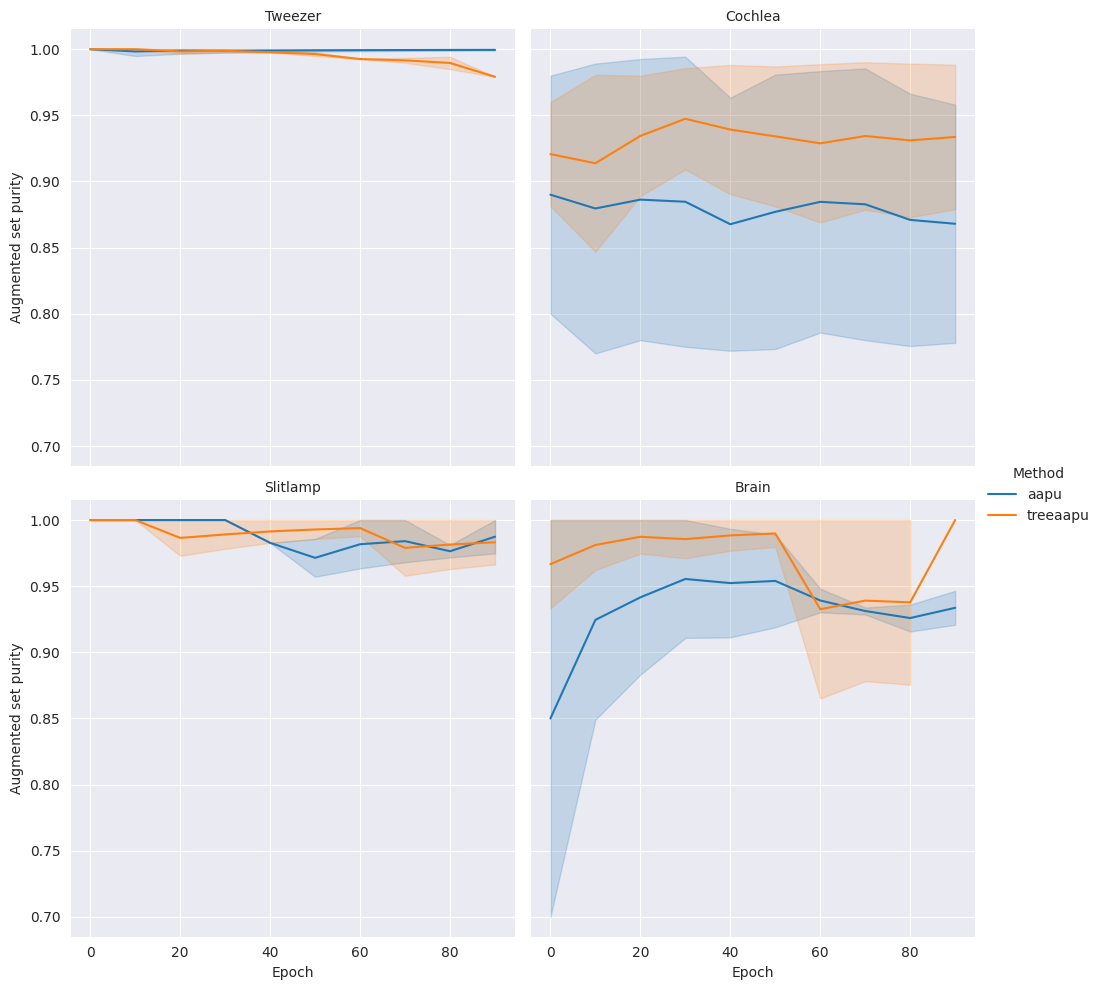 Tweezer
Cochlea
Augmented set purity
1.00
0.95
0.90
0.85
0.80
0.75
0.70
Method
aapu
treeaapu
Slitlamp
Brain
Augmented set purity
1.00
0.95
0.90
0.85
0.80
0.75
0.70
0 20 40 60 80
Epoch
0 20 40 60 80
Epoch